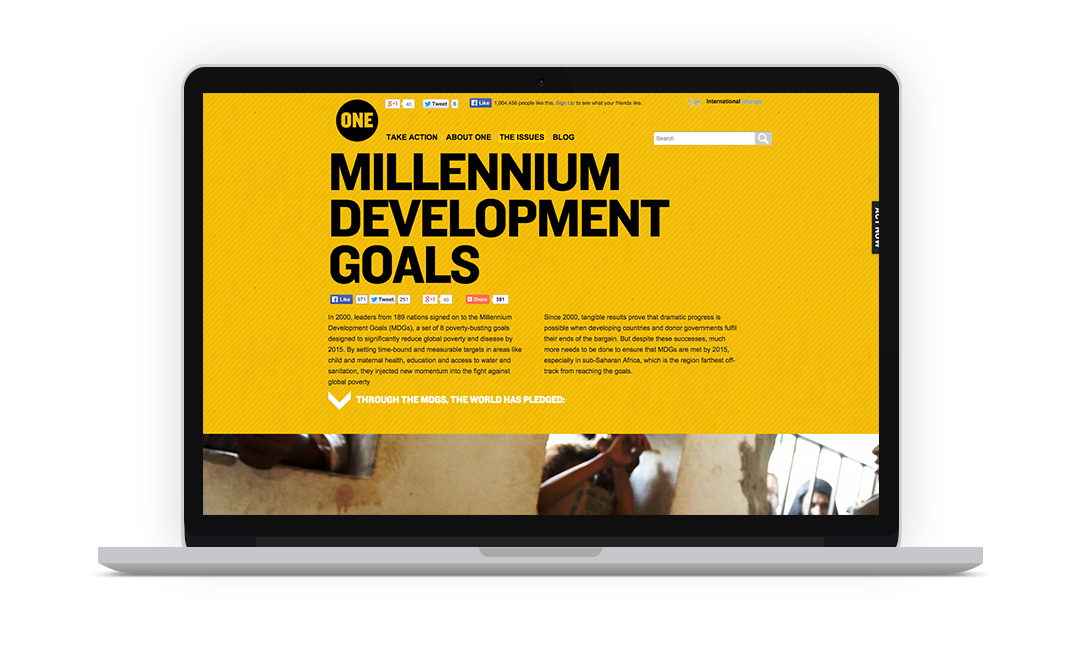 ONE
40
Tweet
6
Like
1,004,456 people like this. Sign Up to see what your friends like.
International
TAKE ACTION ABOUT ONE THE ISSUES BLOG
Search
MILLENNIUM
DEVELOPMENT
GOALS
ACT NOW
Like 971 Tweet 251 g+1 40 Share 381
In 2000, leaders from 189 nations signed on to the Millennium
Development Goals (MDGs), a set of 8 poverty-busting goals
designed to significantly reduce global poverty and disease by
2015. By setting time-bound and measurable targets in areas like
child and maternal health, education and access to water and
sanitation, they injected new momentum into the fight against
global poverty
Since 2000, tangible results prove that dramatic progress is
possible when developing countries and donor governments fulfil
their ends of the bargain. But despite these successes, much
more needs to be done to ensure that MDGs are met by 2015,
especially in sub-Saharan Africa, which is the region farthest off-
track from reaching the goals.
THROUGH THE MDGS, THE WORLD HAS PLEDGED: